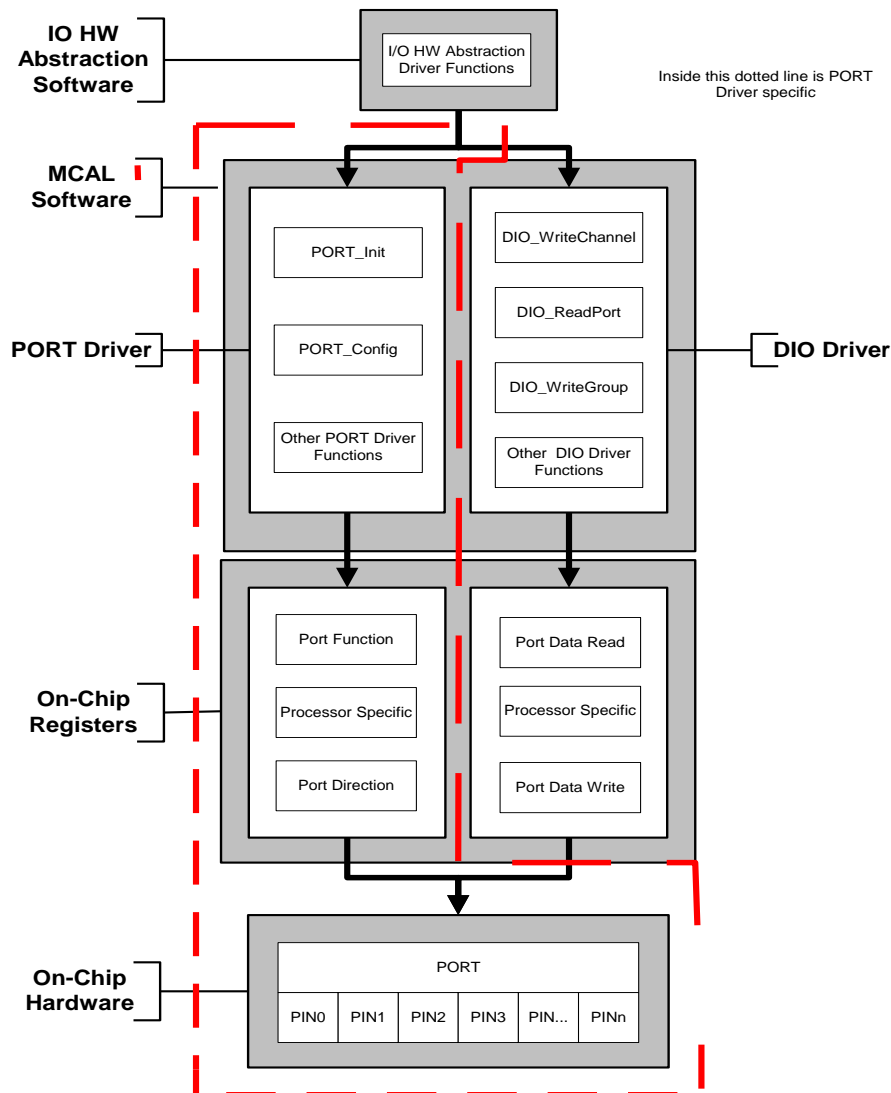 IO HW
Abstraction
Software
I/O HW Abstraction
Driver Functions
Inside this dotted line is PORT
Driver specific
MCAL
Software
PORT_Init
DIO_WriteChannel
DIO_ReadPort
PORT Driver
PORT_Config
DIO Driver
DIO_WriteGroup
Other PORT Driver
Functions
Other DIO Driver
Functions
Port Function
Port Data Read
On-Chip
Registers
Processor Specific
Processor Specific
Port Direction
Port Data Write
On-Chip
Hardware
PORT
PIN0 PIN1 PIN2 PIN3 PIN... PINn